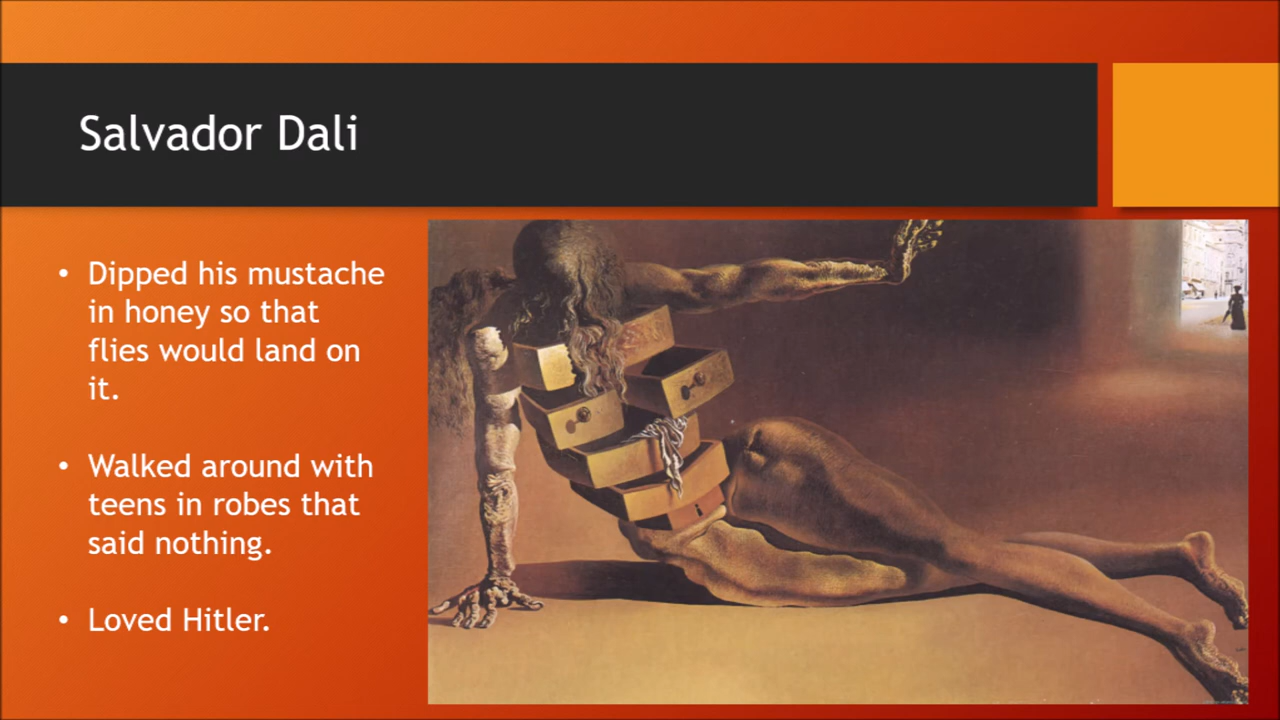 Salvador Dali
• Dipped his mustache
in honey so that
flies would land on
it.
• Walked around with
teens in robes that
said nothing.
• Loved Hitler.